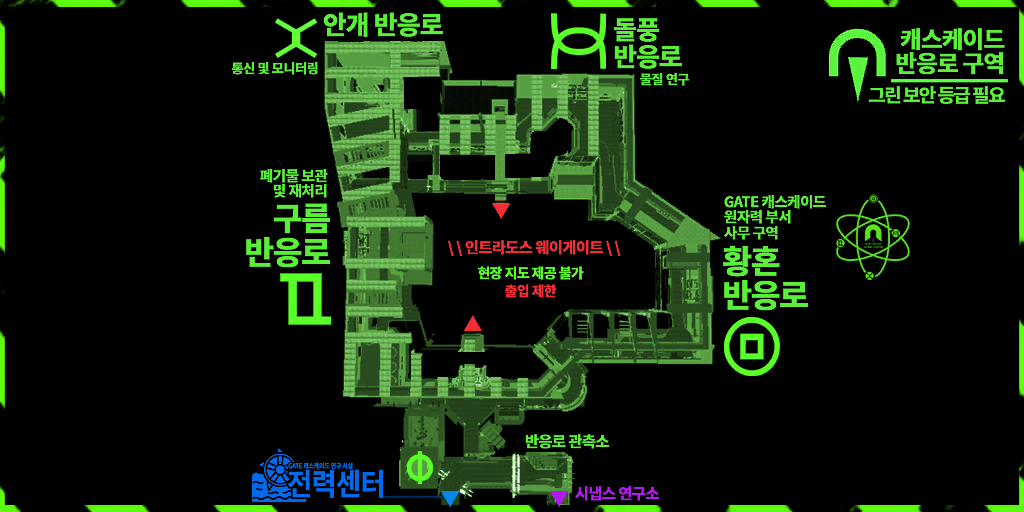 안개 반응로
통신 및 모니터링
돌풍
반응로
물질 연구
캐스케이드
반응로 구역
그린 보안 등급 필요
폐기물 보관
및 재처리
구름
반응로
\ \ 인트라도스 웨이게이트 \ \
현장 지도 제공 불가
출입 제한
GATE 캐스케이드
원자력 부서
사무 구역
황혼
반응로
반응로 관측소
GATE 캐스케이드 연구 시설
전력센터
시냅스 연구소